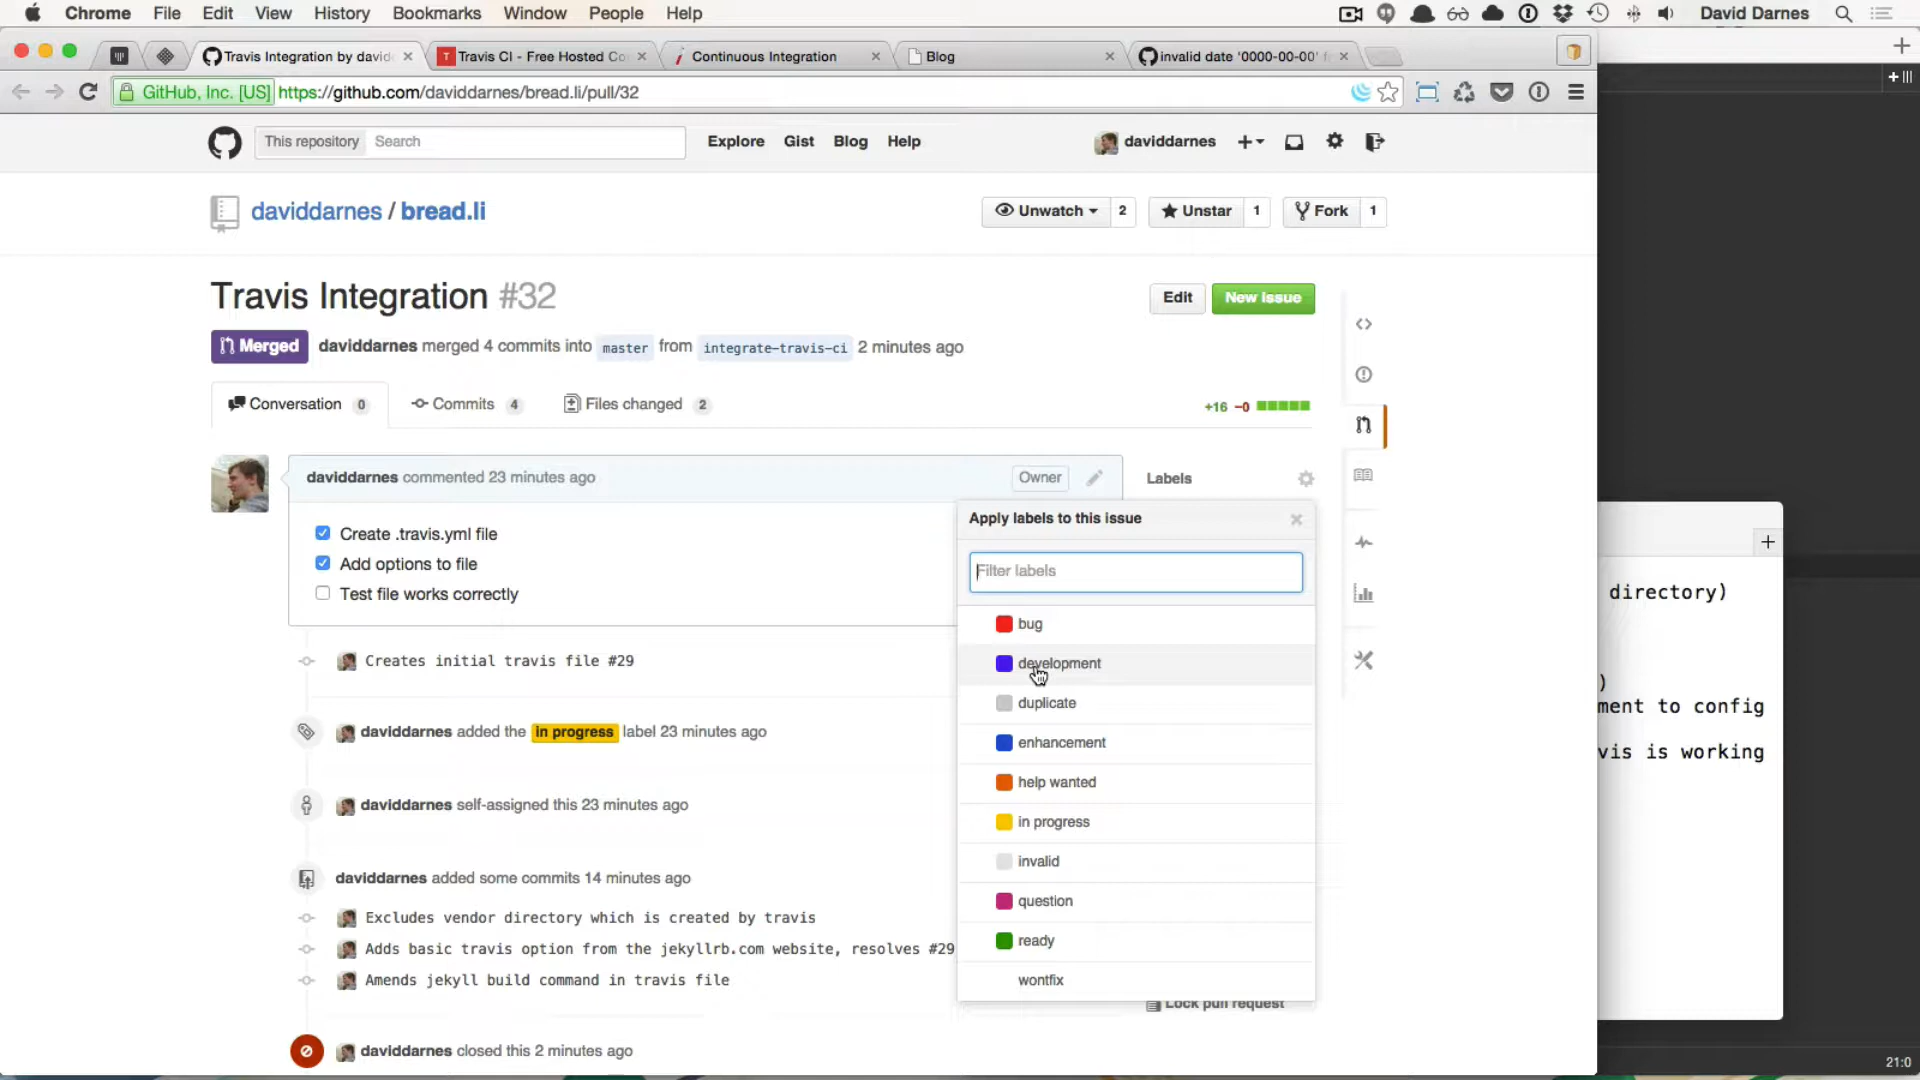 Chrome File Edit View History Bookmarks Window People Help David Darnes
Travis Integration by davi
Travis CI - Free Hosted Co
Continuous Integration
Blog
invalid date '0000-00-00' f
GitHub, Inc. [US] https://github.com/daviddarnes/bread.li/pull/32
This repository Search Explore Gist Blog Help daviddarnes
daviddarnes / bread.li
Unwatch 2 Unstar 1 Fork 1
Travis Integration #32
Edit New issue
Merged daviddarnes merged 4 commits into master from integrate-travis-ci 2 minutes ago
Conversation 0 Commits 4 Files changed 2 +16 −0
daviddarnes commented 23 minutes ago Owner
Labels
Create .travis.yml file
Add options to file
Test file works correctly
Apply labels to this issue
Filter labels
bug
development
duplicate
enhancement
help wanted
in progress
invalid
question
ready
wontfix
Lock pull request
Creates initial travis file #29
daviddarnes added the in progress label 23 minutes ago
daviddarnes self-assigned this 23 minutes ago
daviddarnes added some commits 14 minutes ago
Excludes vendor directory which is created by travis
Adds basic travis option from the jekyllrb.com website, resolves #29
Amends jekyll build command in travis file
daviddarnes closed this 2 minutes ago
directory)
)
ment to config
vis is working
21:0